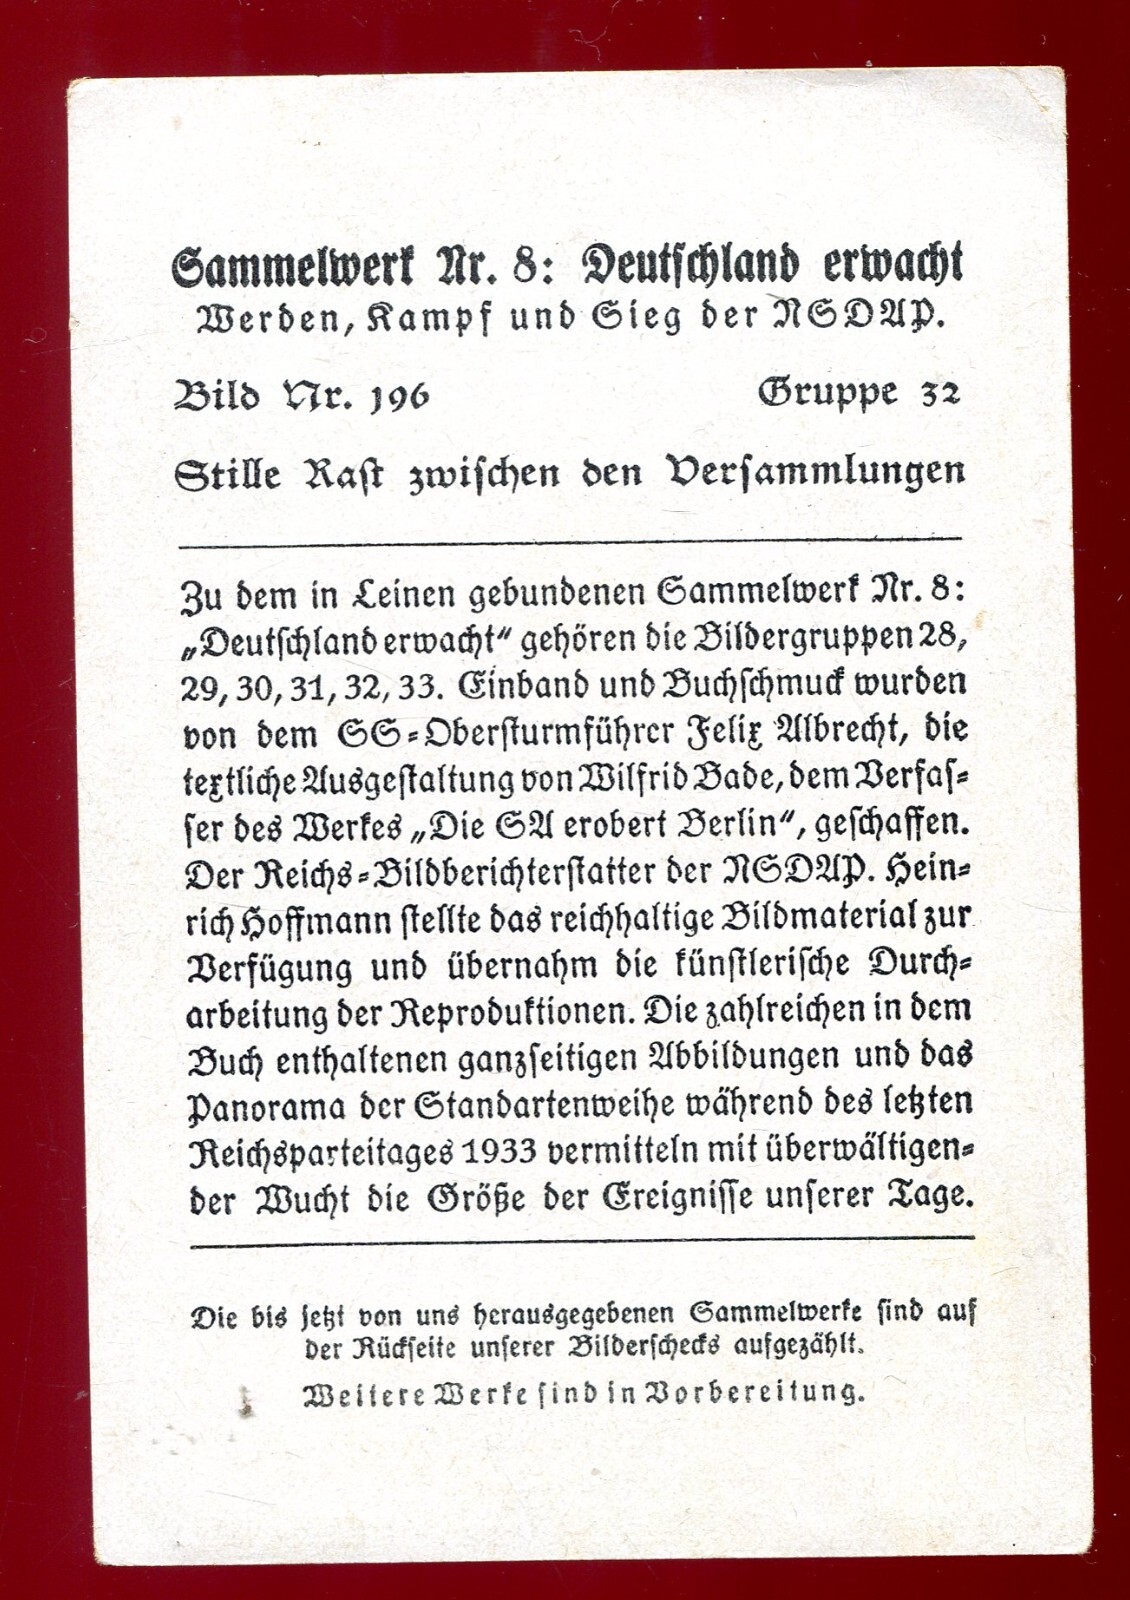 Sammelwerk Nr. 8: Deutschland erwacht
Werden, Kampf und Sieg der NSDAP.
Bild Nr. 196 Gruppe 32
Stille Rast zwischen den Versammlungen
Zu dem in Leinen gebundenen Sammelwerk Nr. 8:
„Deutschland erwacht“ gehören die Bildergruppen 28,
29, 30, 31, 32, 33. Einband und Buchschmuck wurden
von dem SS-Obersturmführer Felix Albrecht, die
textliche Ausgestaltung von Wilfrid Bade, dem Verfas-
ser des Werkes „Die SA erobert Berlin“, geschaffen.
Der Reichs-Bildberichterstatter der NSDAP. Hein-
rich Hoffmann stellte das reichhaltige Bildmaterial zur
Verfügung und übernahm die künstlerische Durch-
arbeitung der Reproduktionen. Die zahlreichen in dem
Buch enthaltenen ganzseitigen Abbildungen und das
Panorama der Standartenweihe während des letzten
Reichsparteitages 1933 vermitteln mit überwältigen-
der Wucht die Größe der Ereignisse unserer Tage.
Die bis jetzt von uns herausgegebenen Sammelwerke sind auf
der Rückseite unserer Bilderschecks aufgezählt.
Weitere Werke sind in Vorbereitung.